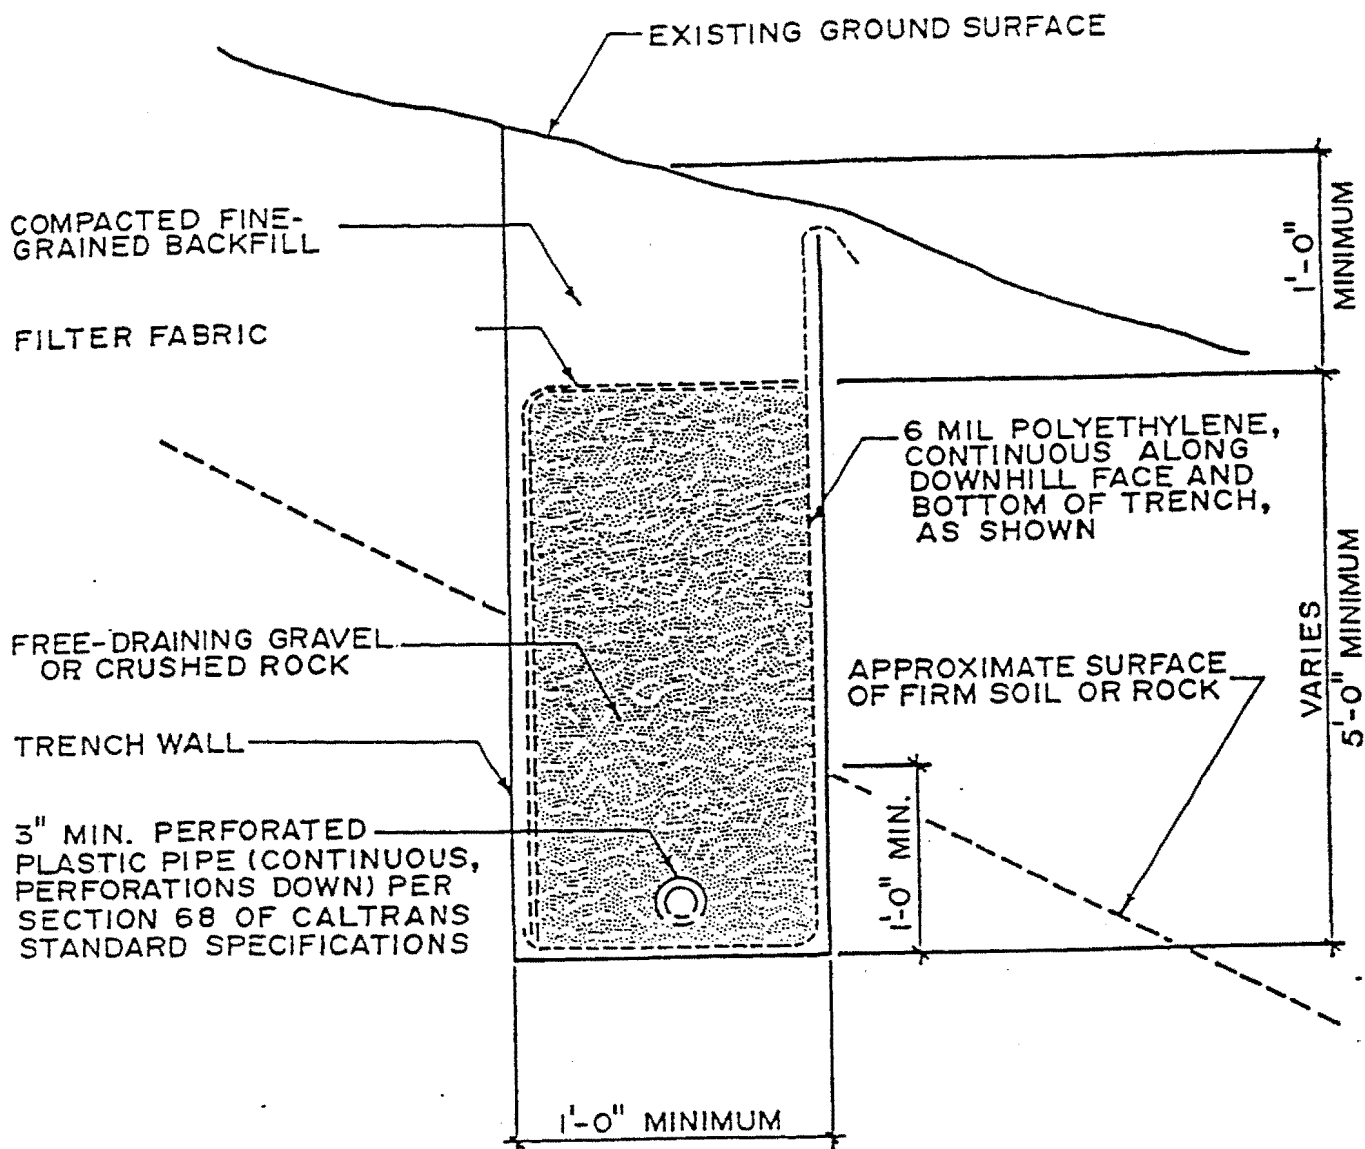 EXISTING GROUND SURFACE
COMPACTED FINE-
GRAINED BACKFILL
FILTER FABRIC
1'-0"
MINIMUM
6 MIL POLYETHYLENE,
CONTINUOUS ALONG
DOWNHILL FACE AND
BOTTOM OF TRENCH,
AS SHOWN
FREE-DRAINING GRAVEL
OR CRUSHED ROCK
APPROXIMATE SURFACE
OF FIRM SOIL OR ROCK
VARIES
5'-0" MINIMUM
TRENCH WALL
3" MIN. PERFORATED
PLASTIC PIPE (CONTINUOUS,
PERFORATIONS DOWN) PER
SECTION 68 OF CALTRANS
STANDARD SPECIFICATIONS
1'-0" MIN.
1'-0" MINIMUM